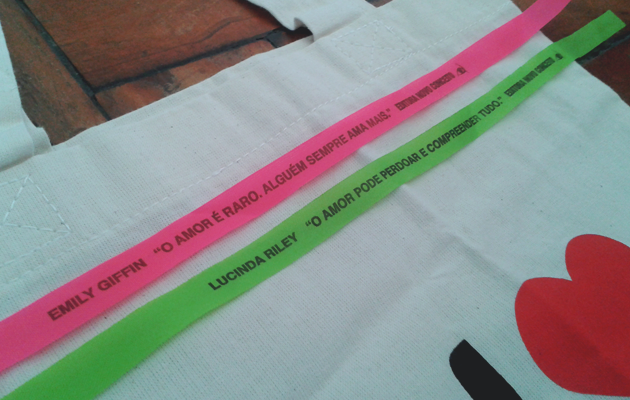 EMILY GIFFIN "O AMOR É RARO. ALGUÉM SEMPRE AMA MAIS." EDITORA NOVO CONCEITO
LUCINDA RILEY "O AMOR PODE PERDOAR E COMPREENDER TUDO." EDITORA NOVO CONCEITO